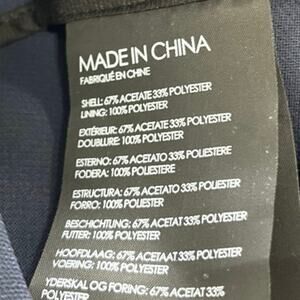 MADE IN CHINA
FABRIQUÉ EN CHINE
SHELL: 67% ACETATE 33% POLYESTER
LINING: 100% POLYESTER
EXTÉRIEUR: 67% ACÉTATE 33% POLYESTER
DOUBLURE: 100% POLYESTER
ESTERNO: 67% ACETATO 33% POLIESTERE
FODERA: 100% POLIESTERE
ESTRUCTURA: 67% ACETATO 33% POLIESTER
FORRO: 100% POLIESTER
BESCHICHTUNG: 67% ACETAT 33% POLYESTER
FUTTER: 100% POLYESTER
HOOFDLAAG: 67% ACETAAT 33% POLYESTER
VOERING: 100% POLYESTER
YDERSKAL OG FORING: 67% ACETAT 33% POLYESTER